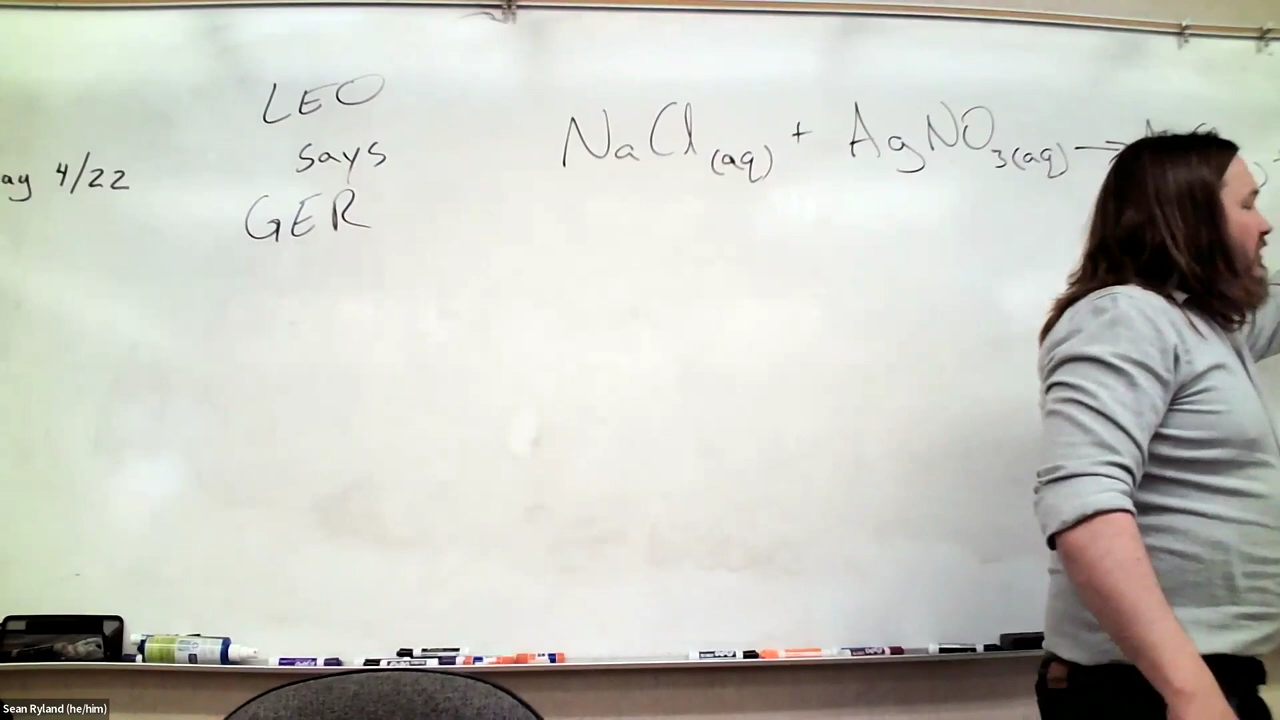 LEO
says
GER
ay 4/22
NaCl(aq) + AgNO3(aq) →
Sean Ryland (he/him)